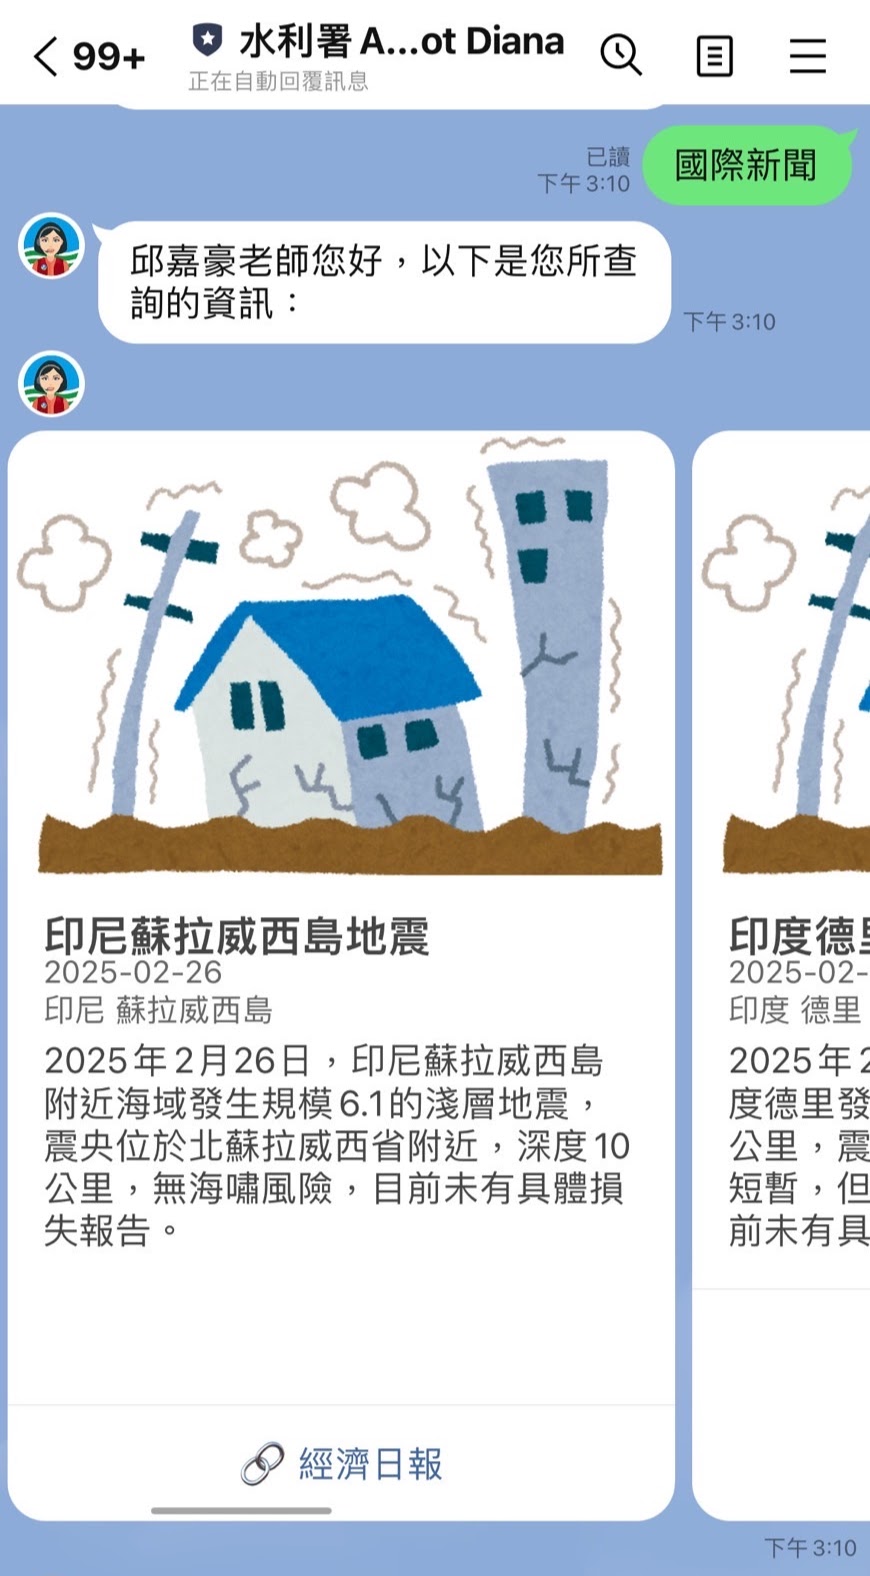 99+
水利署 A...ot Diana
正在自動回覆訊息
國際新聞
已讀
下午 3:10
邱嘉豪老師您好，以下是您所查
詢的資訊：
下午 3:10
印尼蘇拉威西島地震
2025-02-26
印尼 蘇拉威西島
2025年2月26日，印尼蘇拉威西島
附近海域發生規模6.1的淺層地震，
震央位於北蘇拉威西省附近，深度10
公里，無海嘯風險，目前未有具體損
失報告。
經濟日報
印度德里
2025-02-
印度 德里
2025年2
度德里發
公里，震
短暫，但
前未有具
下午 3:10